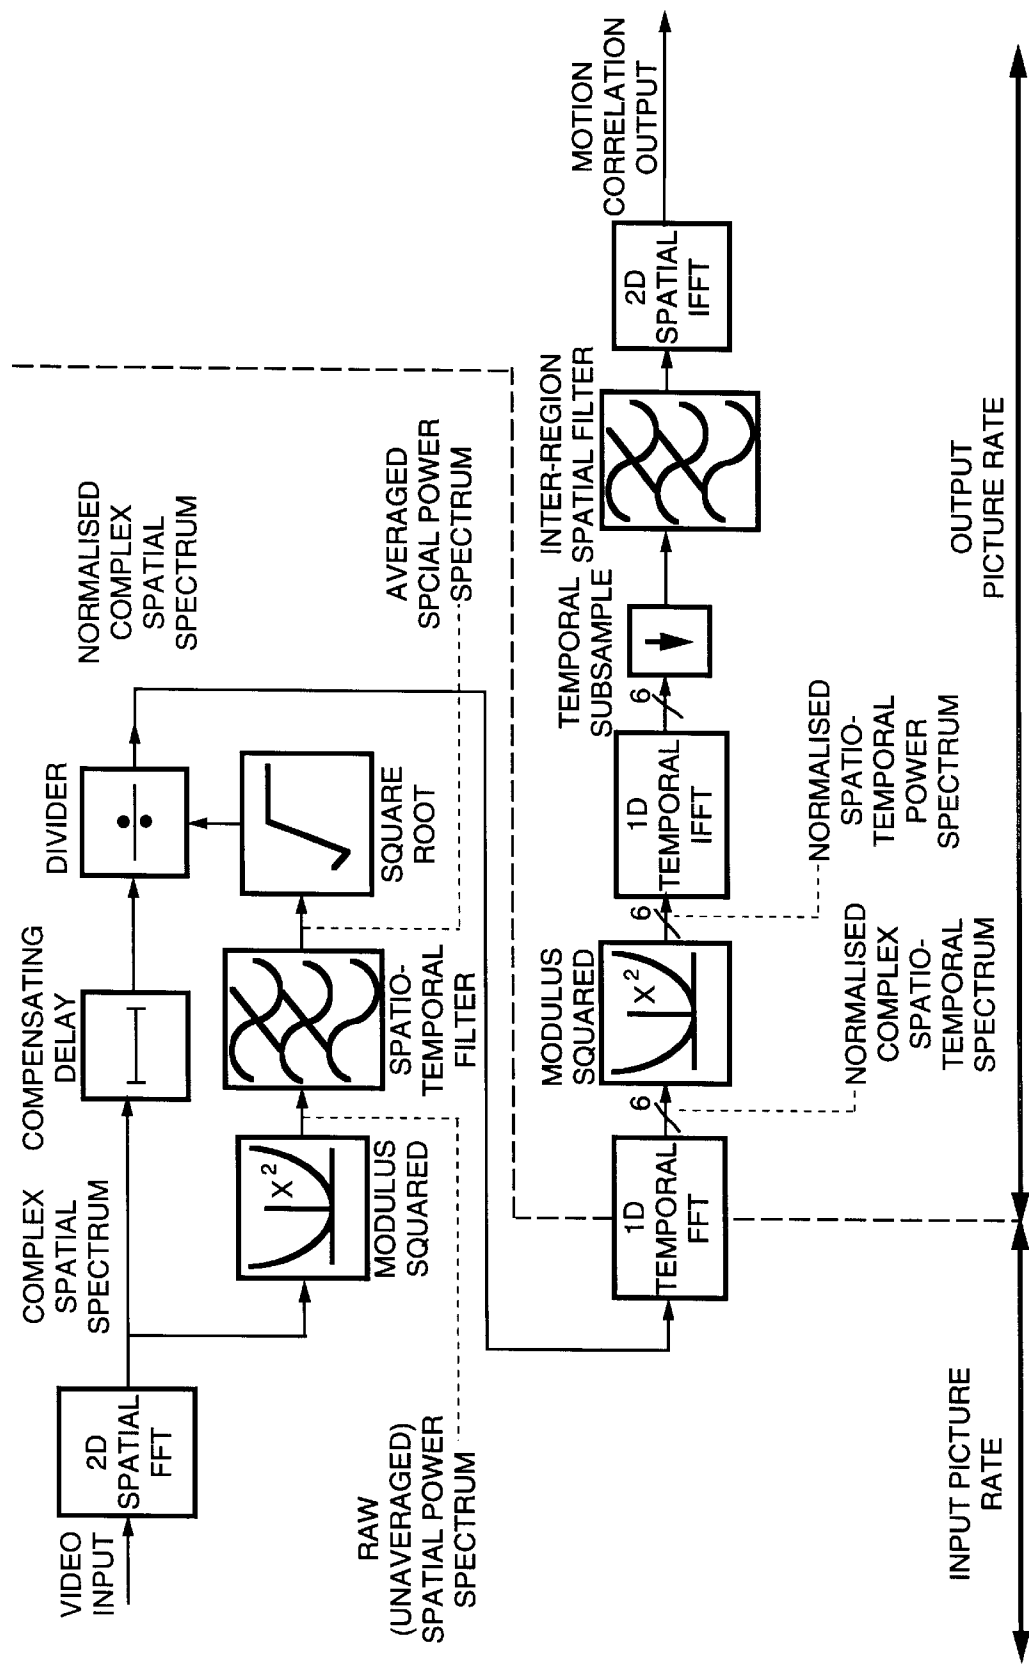 VIDEO
INPUT
2D
SPATIAL
FFT
COMPLEX
SPATIAL
SPECTRUM
COMPENSATING
DELAY
DIVIDER
NORMALISED
COMPLEX
SPATIAL
SPECTRUM
X²
MODULUS
SQUARED
SPATIO-
TEMPORAL
FILTER
SQUARE
ROOT
RAW
(UNAVERAGED)
SPATIAL POWER
SPECTRUM
AVERAGED
SPCIAL POWER
SPECTRUM
1D
TEMPORAL
FFT
6
MODULUS
SQUARED
X²
6
1D
TEMPORAL
IFFT
6
TEMPORAL
SUBSAMPLE
INTER-REGION
SPATIAL FILTER
2D
SPATIAL
IFFT
MOTION
CORRELATION
OUTPUT
NORMALISED
COMPLEX
SPATIO-
TEMPORAL
SPECTRUM
NORMALISED
SPATIO-
TEMPORAL
POWER
SPECTRUM
INPUT PICTURE
RATE
OUTPUT
PICTURE RATE